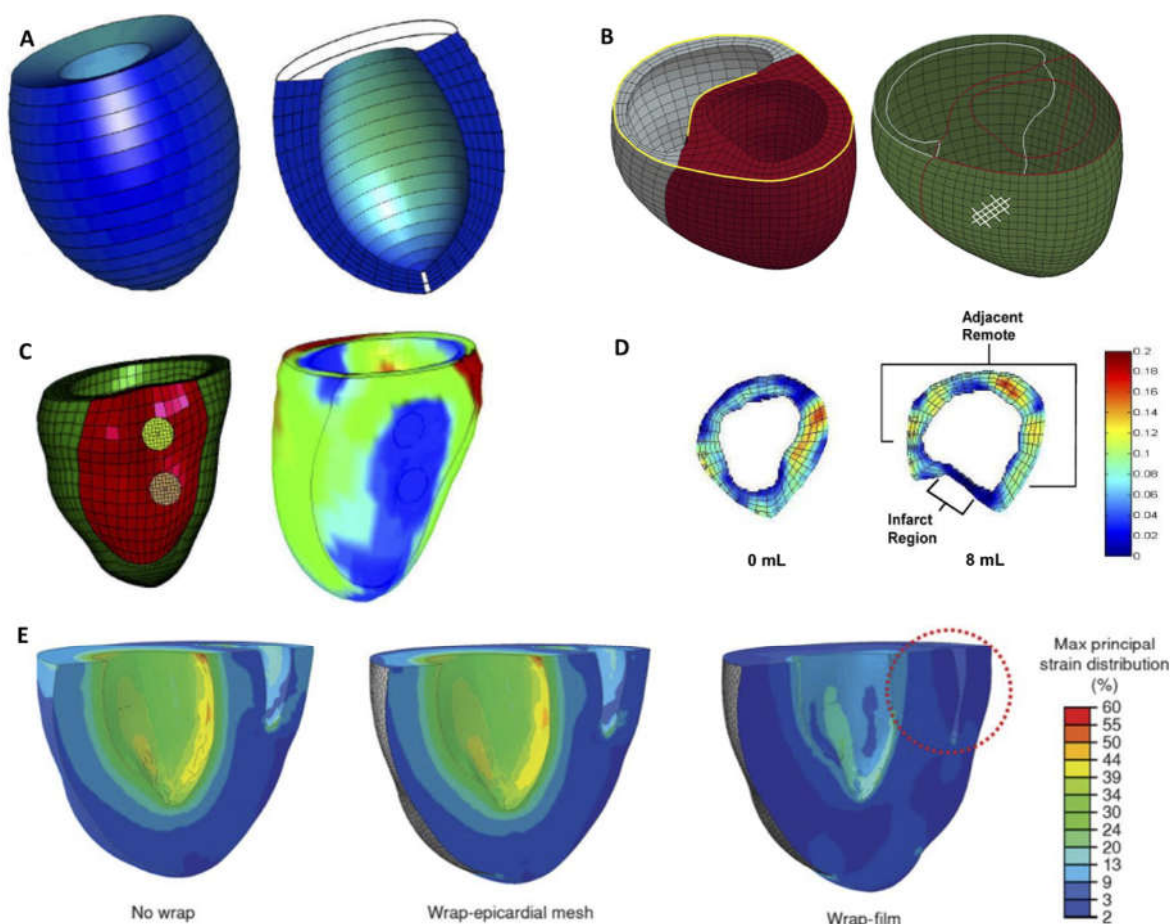 A
B
C
D
Adjacent
Remote
0.2
0.18
0.16
0.14
0.12
0.1
0.08
0.06
0.04
0.02
0
Infarct
Region
0 mL
8 mL
E
Max principal
strain distribution
(%)
60
55
50
44
39
34
30
24
20
13
9
3
2
No wrap
Wrap-epicardial mesh
Wrap-film